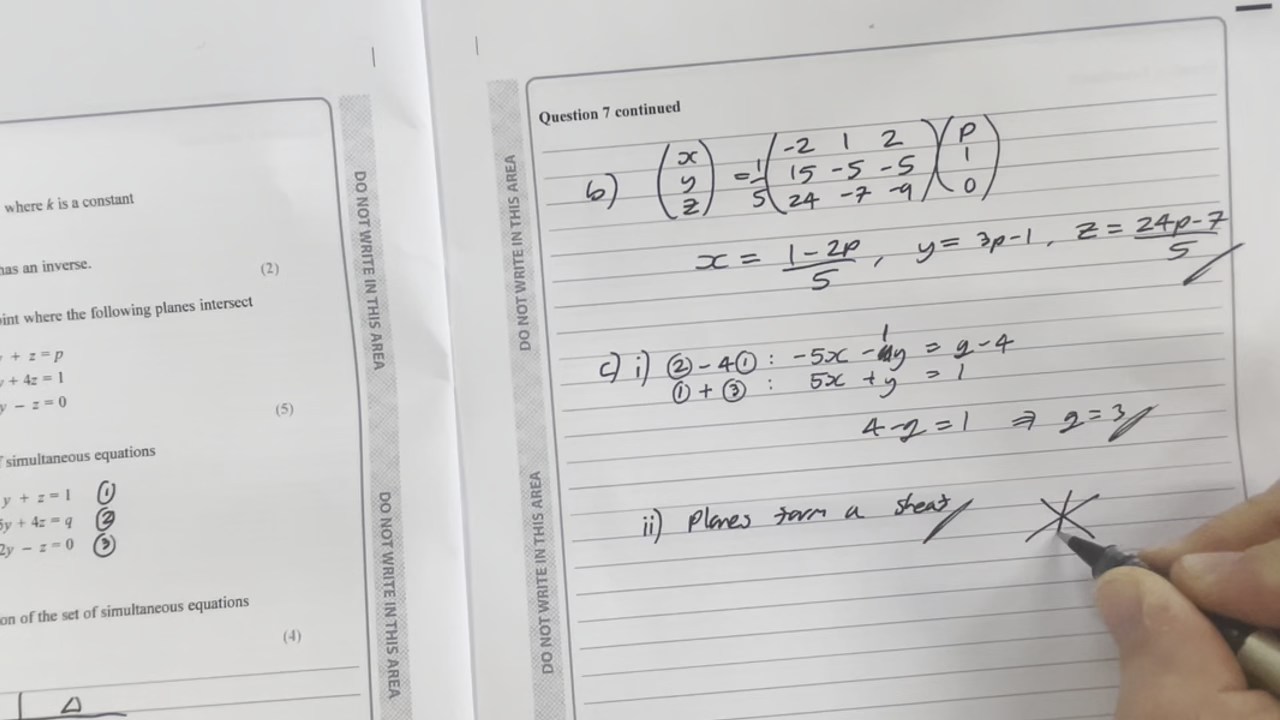 where k is a constant
has an inverse.
(2)
int where the following planes intersect
+ z = p
+ 4z = 1
y − z = 0
(5)
simultaneous equations
y + z = 1 ①
5y + 4z = q ②
2y − z = 0 ③
on of the set of simultaneous equations
(4)
DO NOT WRITE IN THIS AREA
DO NOT WRITE IN THIS AREA
DO NOT WRITE IN THIS AREA
DO NOT WRITE IN THIS AREA
Question 7 continued
b) (x y z) = 1/5 (-2 1 2
15 -5 -5
24 -7 -9) (p 1 0)
x = (1-2p)/5, y = 3p-1, z = (24p-7)/5
c) i) ② - 4① : -5x - y = q - 4
① + ③ : 5x + y = 1
4-q = 1 ⇒ q = 3
ii) Planes form a sheaf